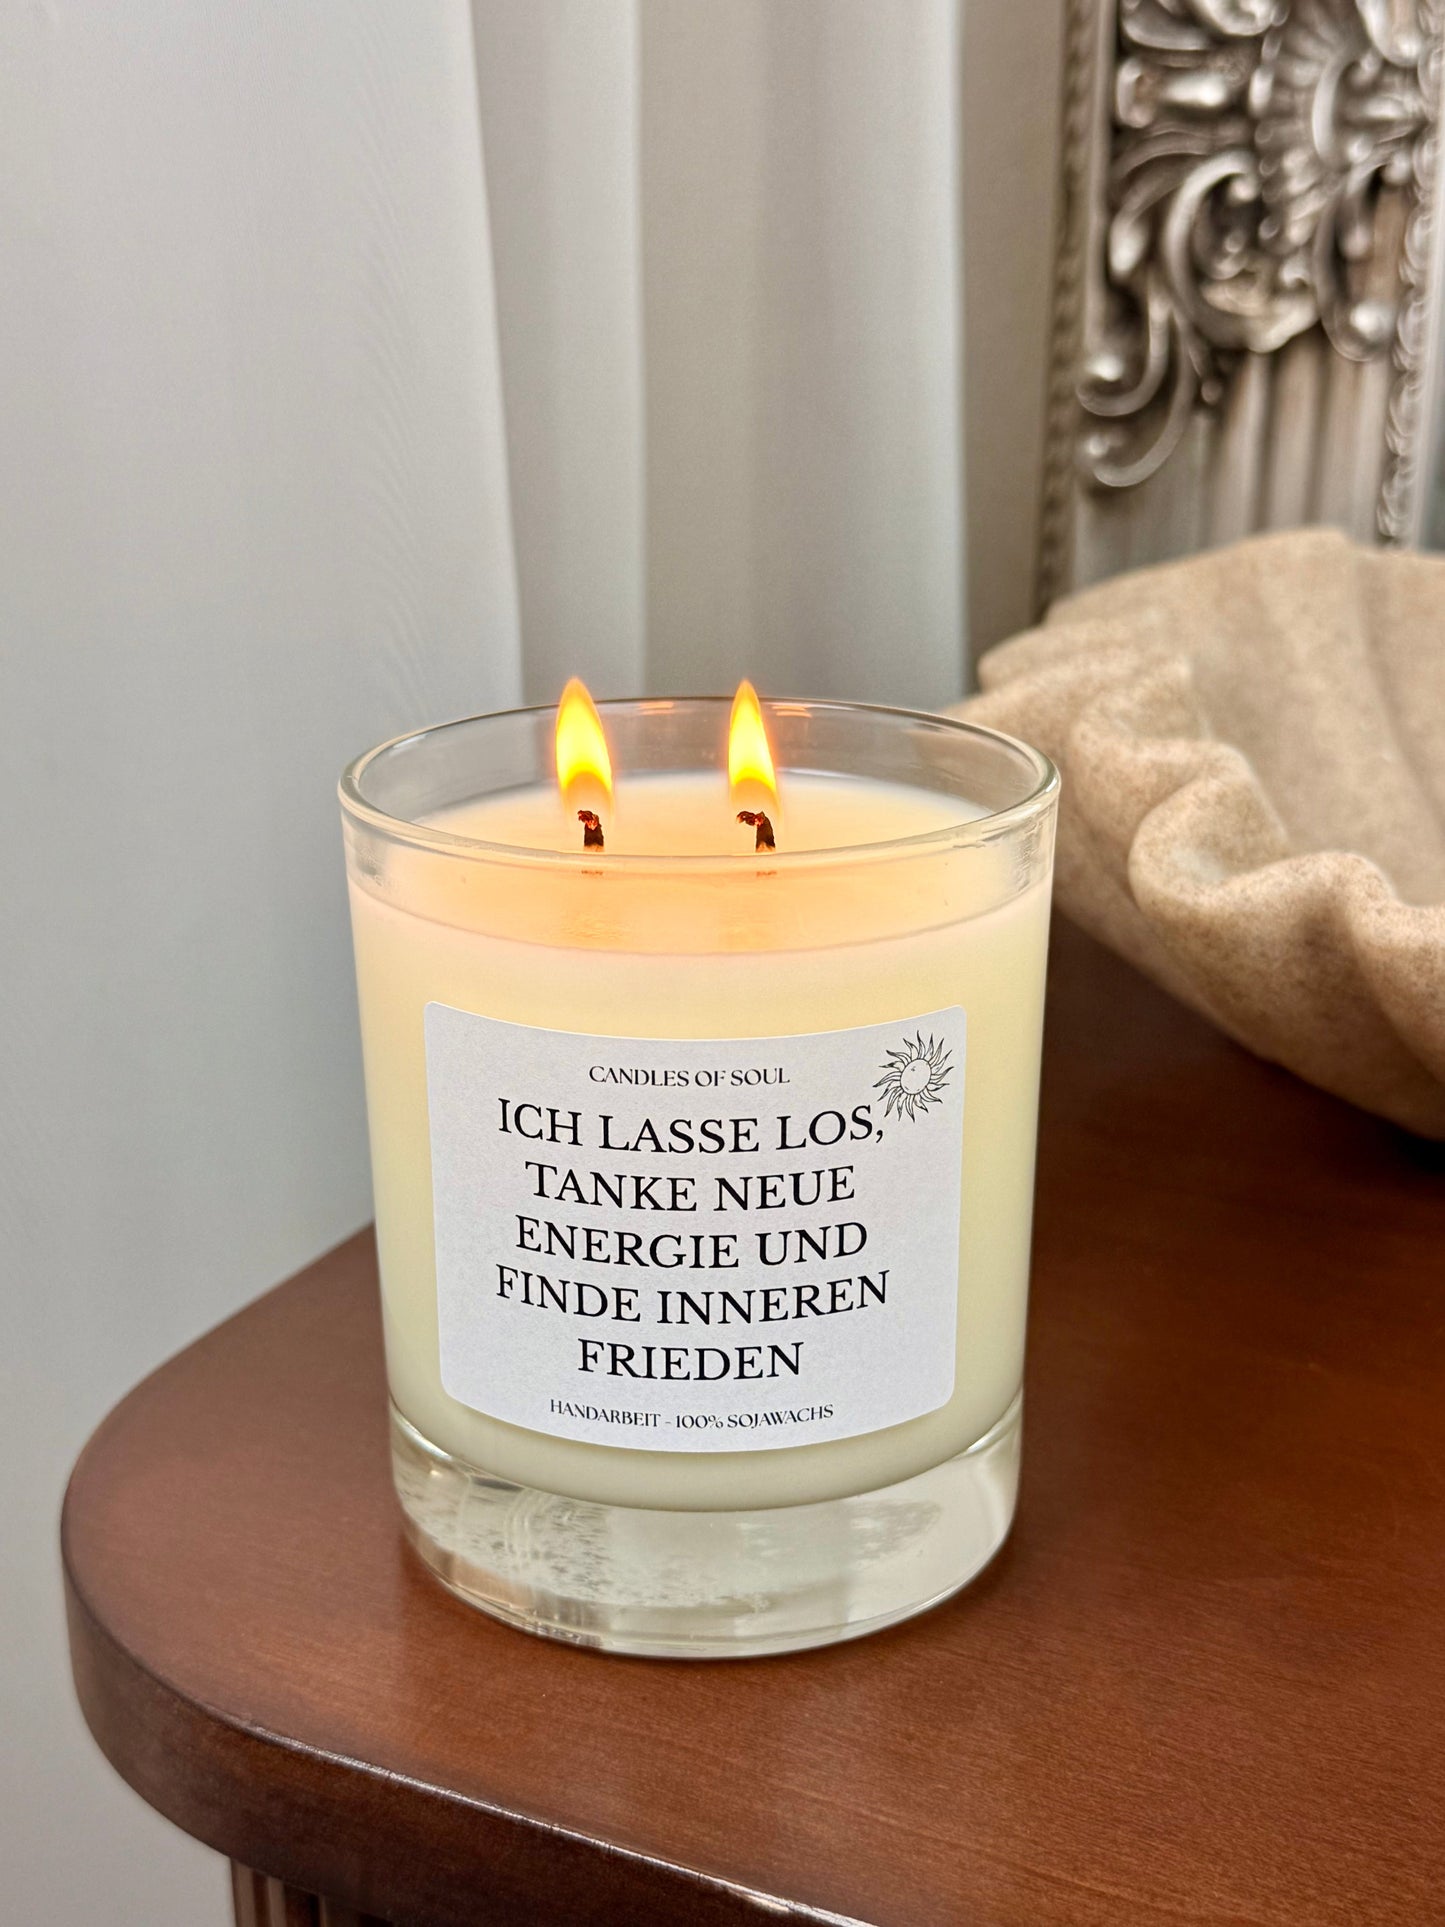 CANDLES OF SOUL
ICH LASSE LOS,
TANKE NEUE
ENERGIE UND
FINDE INNEREN
FRIEDEN
HANDARBEIT - 100% SOJAWACHS